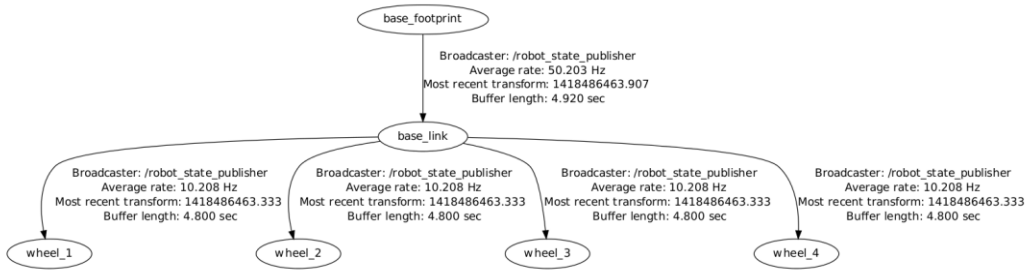 base_footprint
Broadcaster: /robot_state_publisher
Average rate: 50.203 Hz
Most recent transform: 1418486463.907
Buffer length: 4.920 sec
base_link
Broadcaster: /robot_state_publisher
Average rate: 10.208 Hz
Most recent transform: 1418486463.333
Buffer length: 4.800 sec
Broadcaster: /robot_state_publisher
Average rate: 10.208 Hz
Most recent transform: 1418486463.333
Buffer length: 4.800 sec
Broadcaster: /robot_state_publisher
Average rate: 10.208 Hz
Most recent transform: 1418486463.333
Buffer length: 4.800 sec
Broadcaster: /robot_state_publisher
Average rate: 10.208 Hz
Most recent transform: 1418486463.333
Buffer length: 4.800 sec
wheel_1
wheel_2
wheel_3
wheel_4